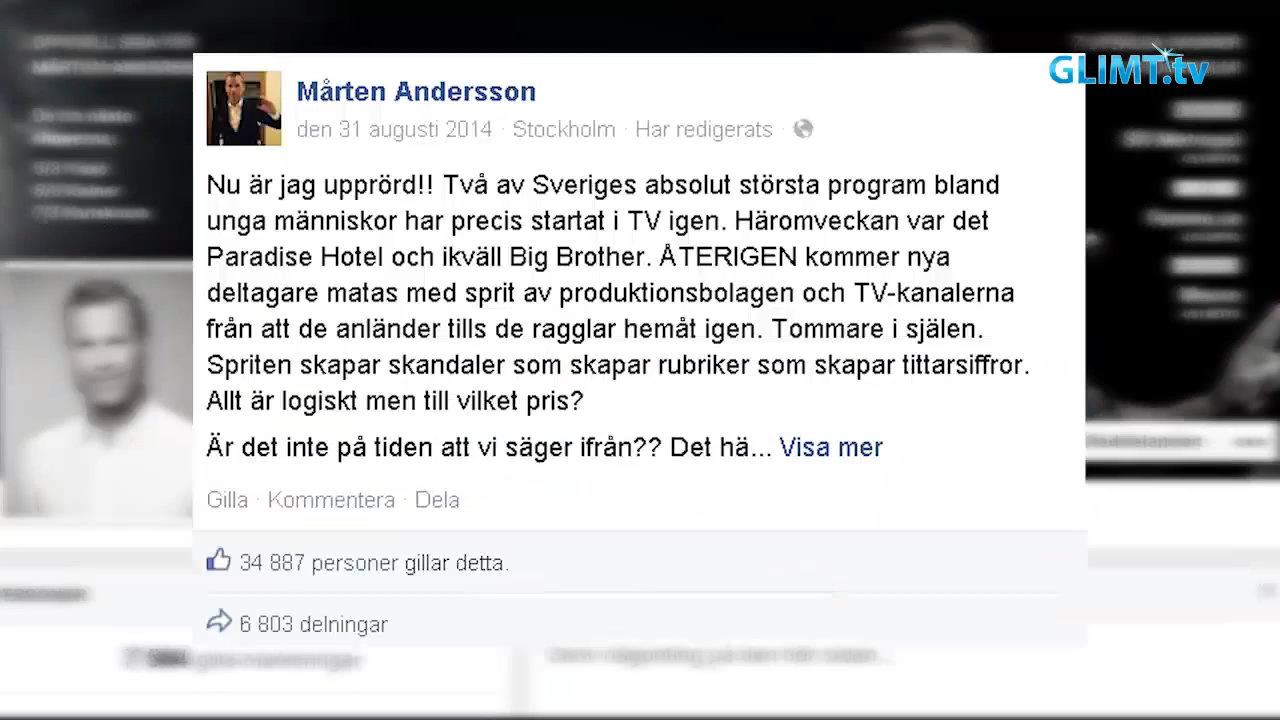 GLIMT.tv
Mårten Andersson
den 31 augusti 2014 · Stockholm · Har redigerats ·
Nu är jag upprörd!! Två av Sveriges absolut största program bland
unga människor har precis startat i TV igen. Häromveckan var det
Paradise Hotel och ikväll Big Brother. ÅTERIGEN kommer nya
deltagare matas med sprit av produktionsbolagen och TV-kanalerna
från att de anländer tills de ragglar hemåt igen. Tommare i själen.
Spriten skapar skandaler som skapar rubriker som skapar tittarsiffror.
Allt är logiskt men till vilket pris?
Är det inte på tiden att vi säger ifrån?? Det hä... Visa mer
Gilla · Kommentera · Dela
34 887 personer gillar detta.
6 803 delningar